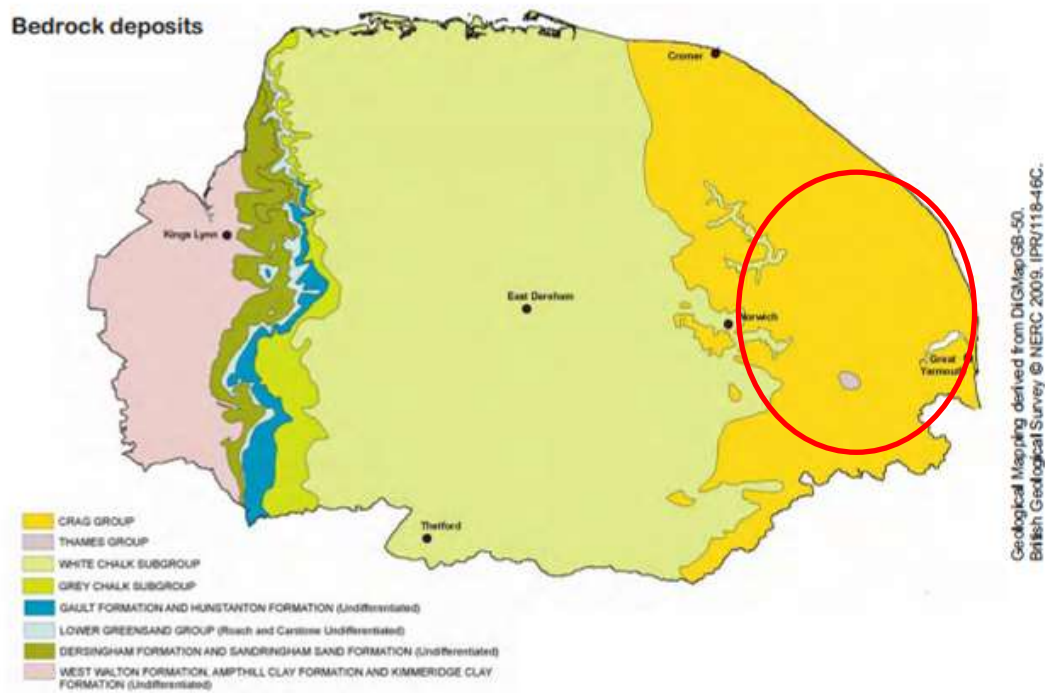 Bedrock deposits
Cromer
Kings Lynn
East Dereham
Norwich
Great
Yarmouth
Thetford
CRAG GROUP
THAMES GROUP
WHITE CHALK SUBGROUP
GREY CHALK SUBGROUP
GAULT FORMATION AND HUNSTANTON FORMATION (Undifferentiated)
LOWER GREENSAND GROUP (Roach and Carstone Undifferentiated)
DERSINGHAM FORMATION AND SANDRINGHAM SAND FORMATION (Undifferentiated)
WEST WALTON FORMATION, AMPTHILL CLAY FORMATION AND KIMMERIDGE CLAY
FORMATION (Undifferentiated)
Geological Mapping derived from DiGMapGB-50.
British Geological Survey © NERC 2009. IPR/118-46C.